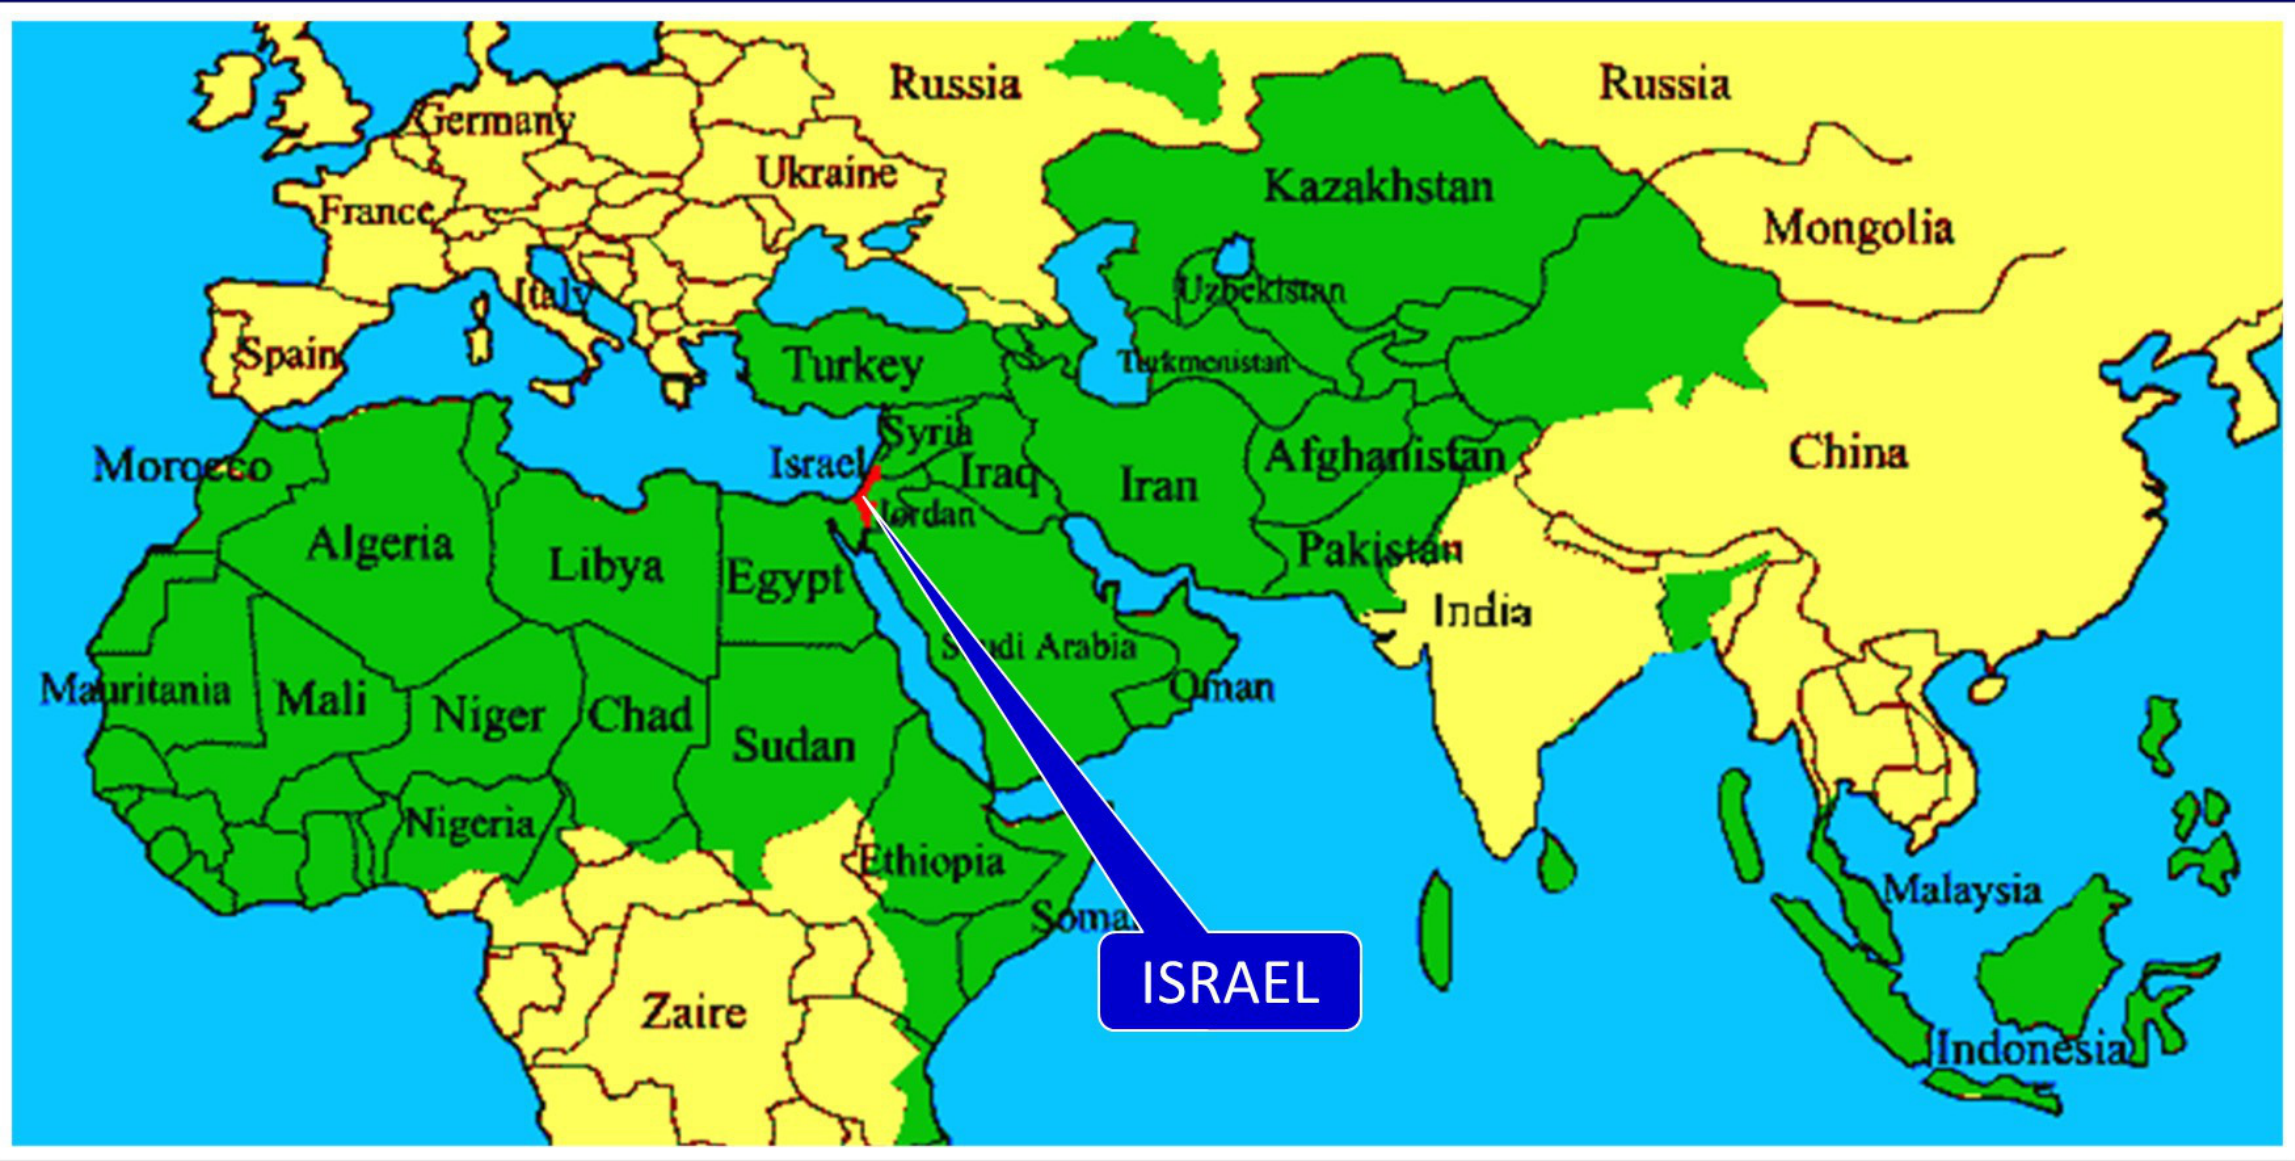 Russia
Russia
Germany
Ukraine
Kazakhstan
France
Mongolia
Italy
Uzbekistan
Spain
Turkey
Turkmenistan
Syria
Morocco
Israel
Iraq
Iran
Afghanistan
China
Jordan
Algeria
Libya
Egypt
Pakistan
India
Saudi Arabia
Mauritania
Mali
Niger
Chad
Oman
Sudan
Nigeria
Ethiopia
Malaysia
Soma
ISRAEL
Zaire
Indonesia